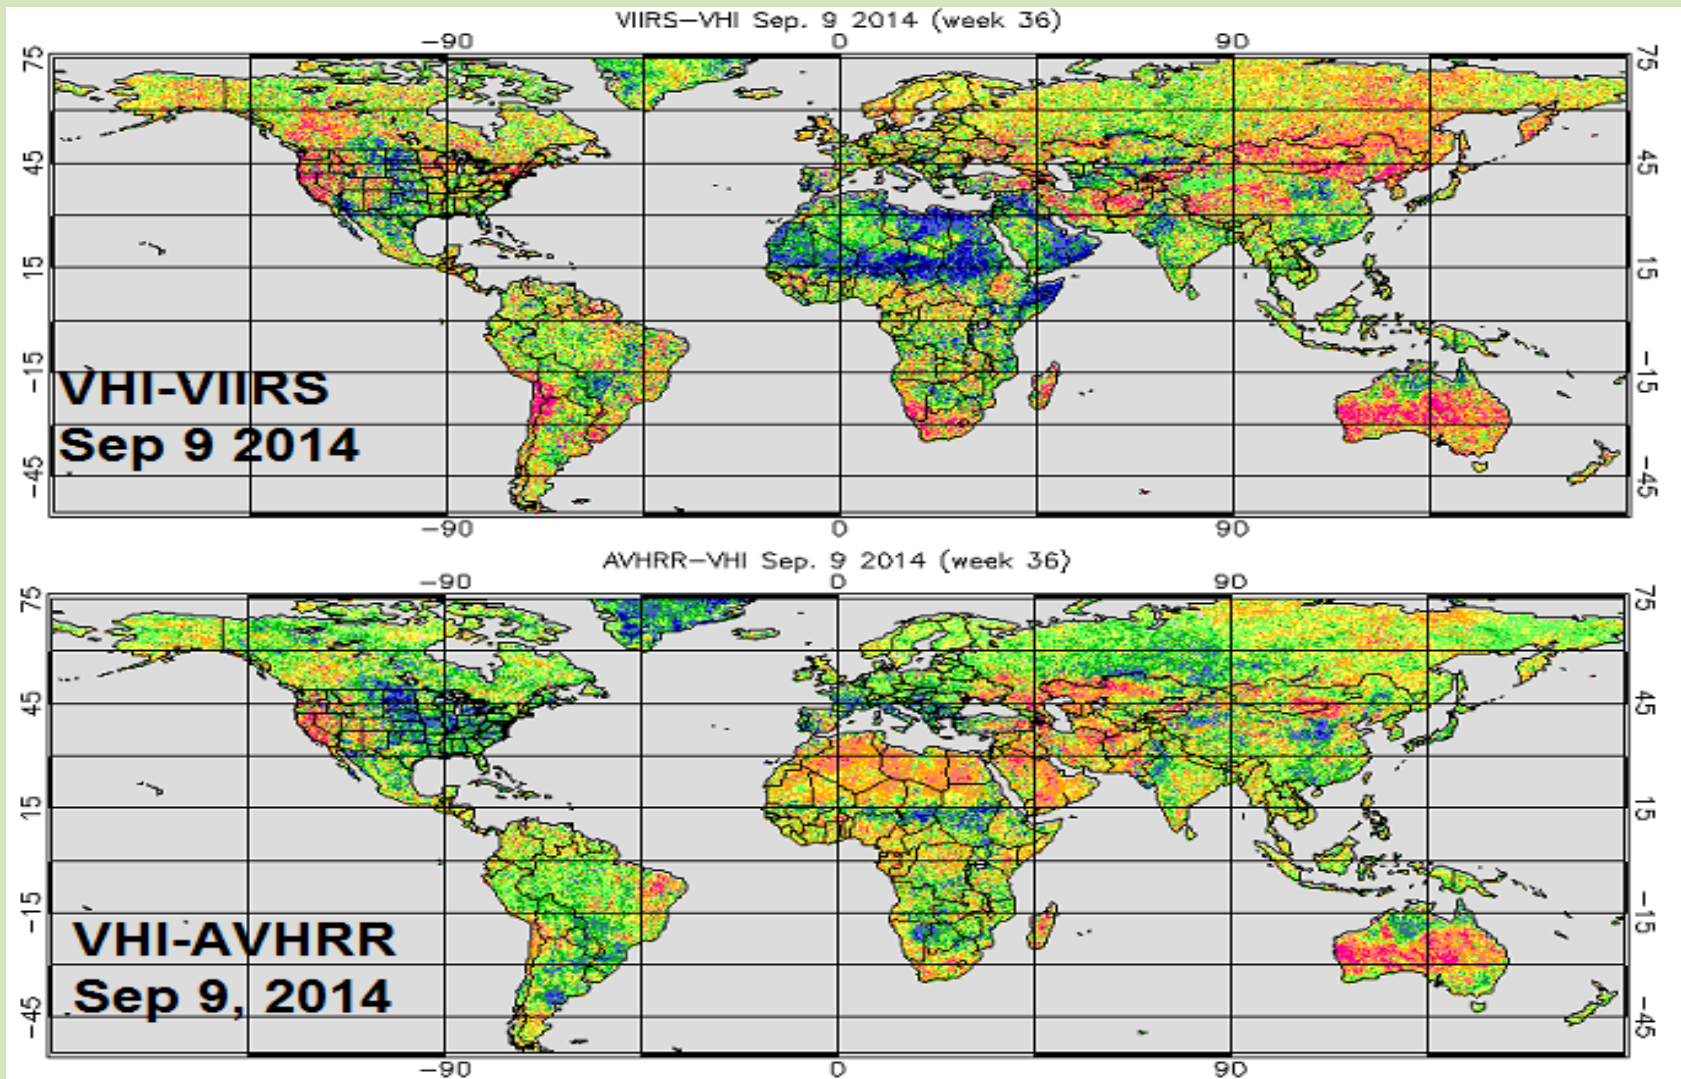 VIIRS-VHI Sep. 9 2014 (week 36)
-90 0 90
75 75
45 45
15 15
-15 -15
-45 -45
VHI-VIIRS
Sep 9 2014
-90 0 90
AVHRR-VHI Sep. 9 2014 (week 36)
-90 0 90
75 75
45 45
15 15
-15 -15
-45 -45
VHI-AVHRR
Sep 9, 2014
-90 0 90